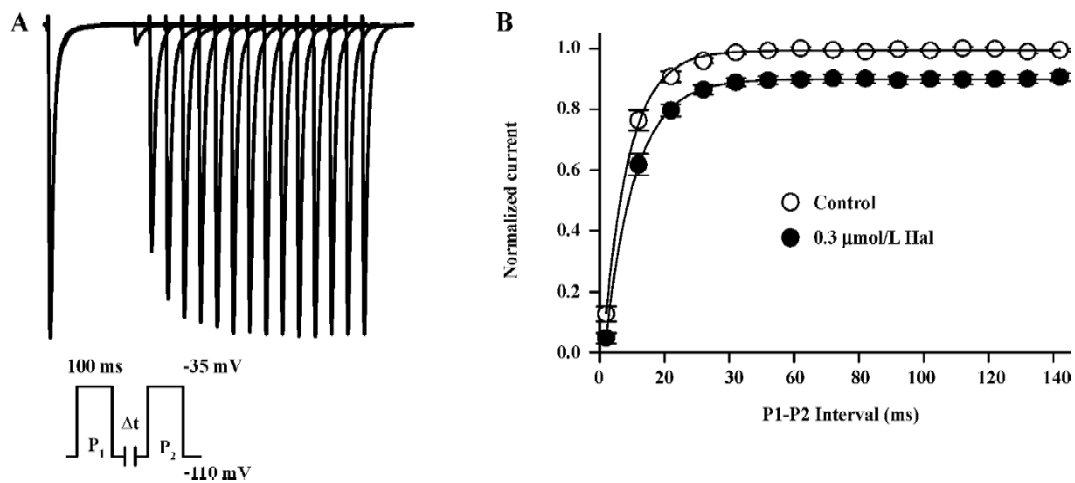 A
100 ms
-35 mV
Δt
P1
P2
-110 mV
B
Normalized current
1.0
0.8
0.6
0.4
0.2
0.0
Control
0.3 µmol/L Hal
0 20 30 60 80 100 120 140
P1-P2 Interval (ms)